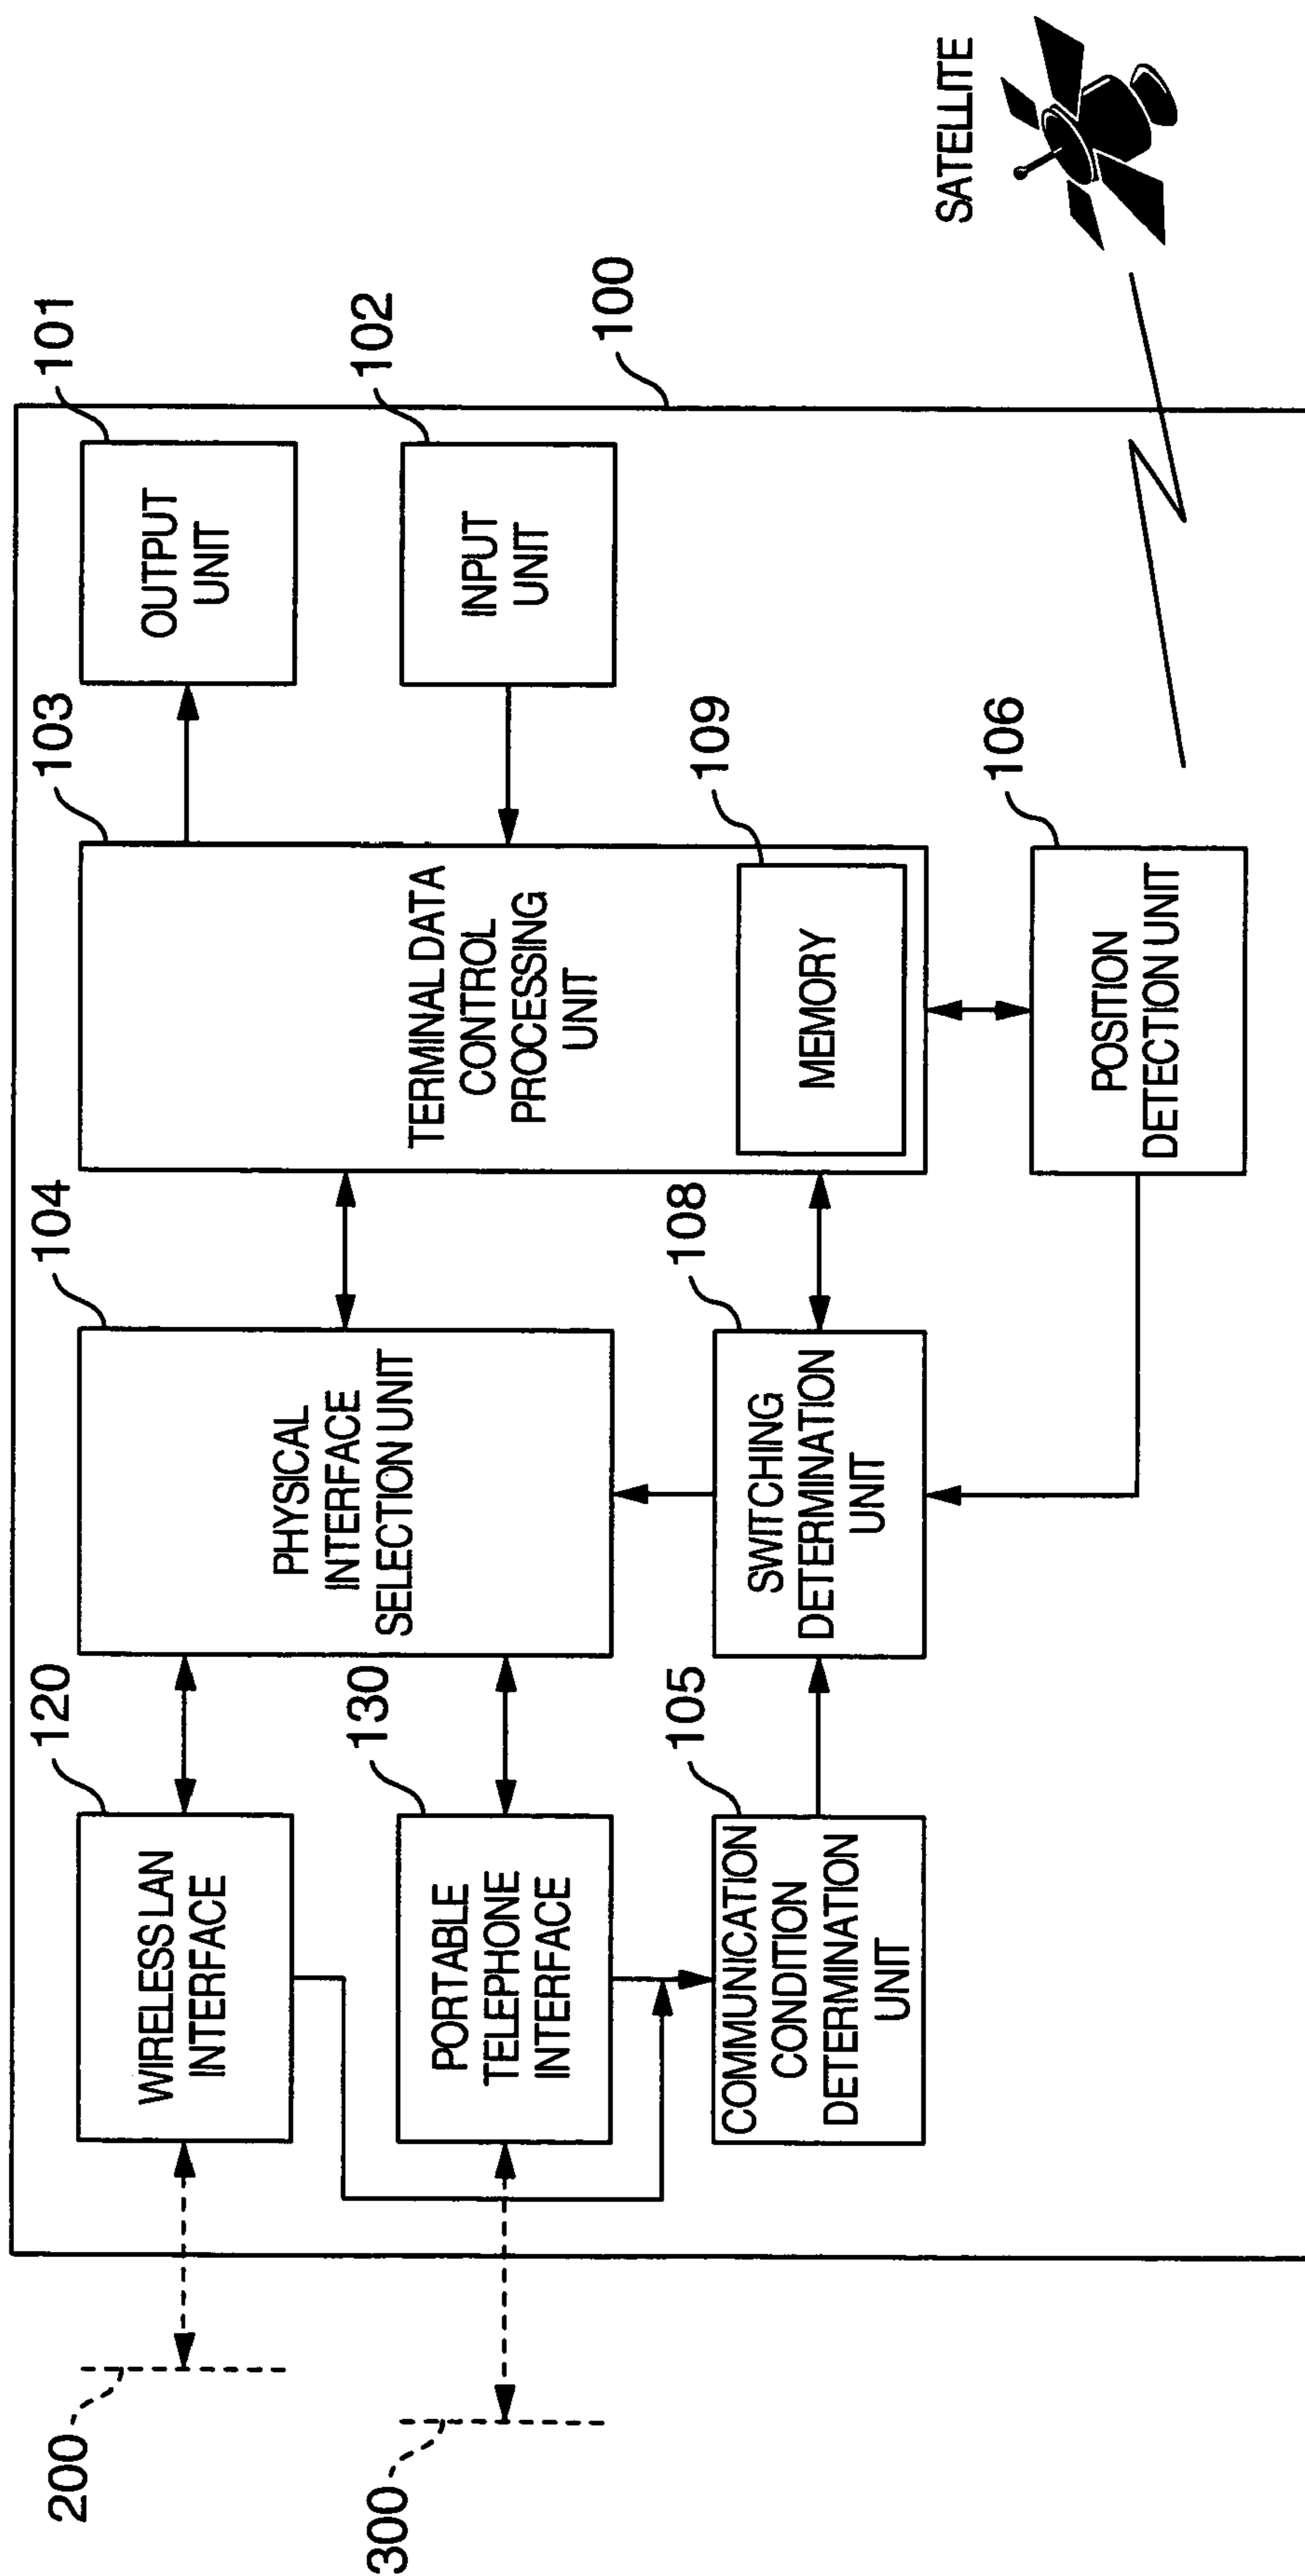 200
300
120
WIRELESS LAN
INTERFACE
130
PORTABLE
TELEPHONE
INTERFACE
105
COMMUNICATION
CONDITION
DETERMINATION
UNIT
104
PHYSICAL
INTERFACE
SELECTION UNIT
108
SWITCHING
DETERMINATION
UNIT
103
TERMINAL DATA
CONTROL
PROCESSING
UNIT
109
MEMORY
106
POSITION
DETECTION UNIT
101
OUTPUT
UNIT
102
INPUT
UNIT
100
SATELLITE